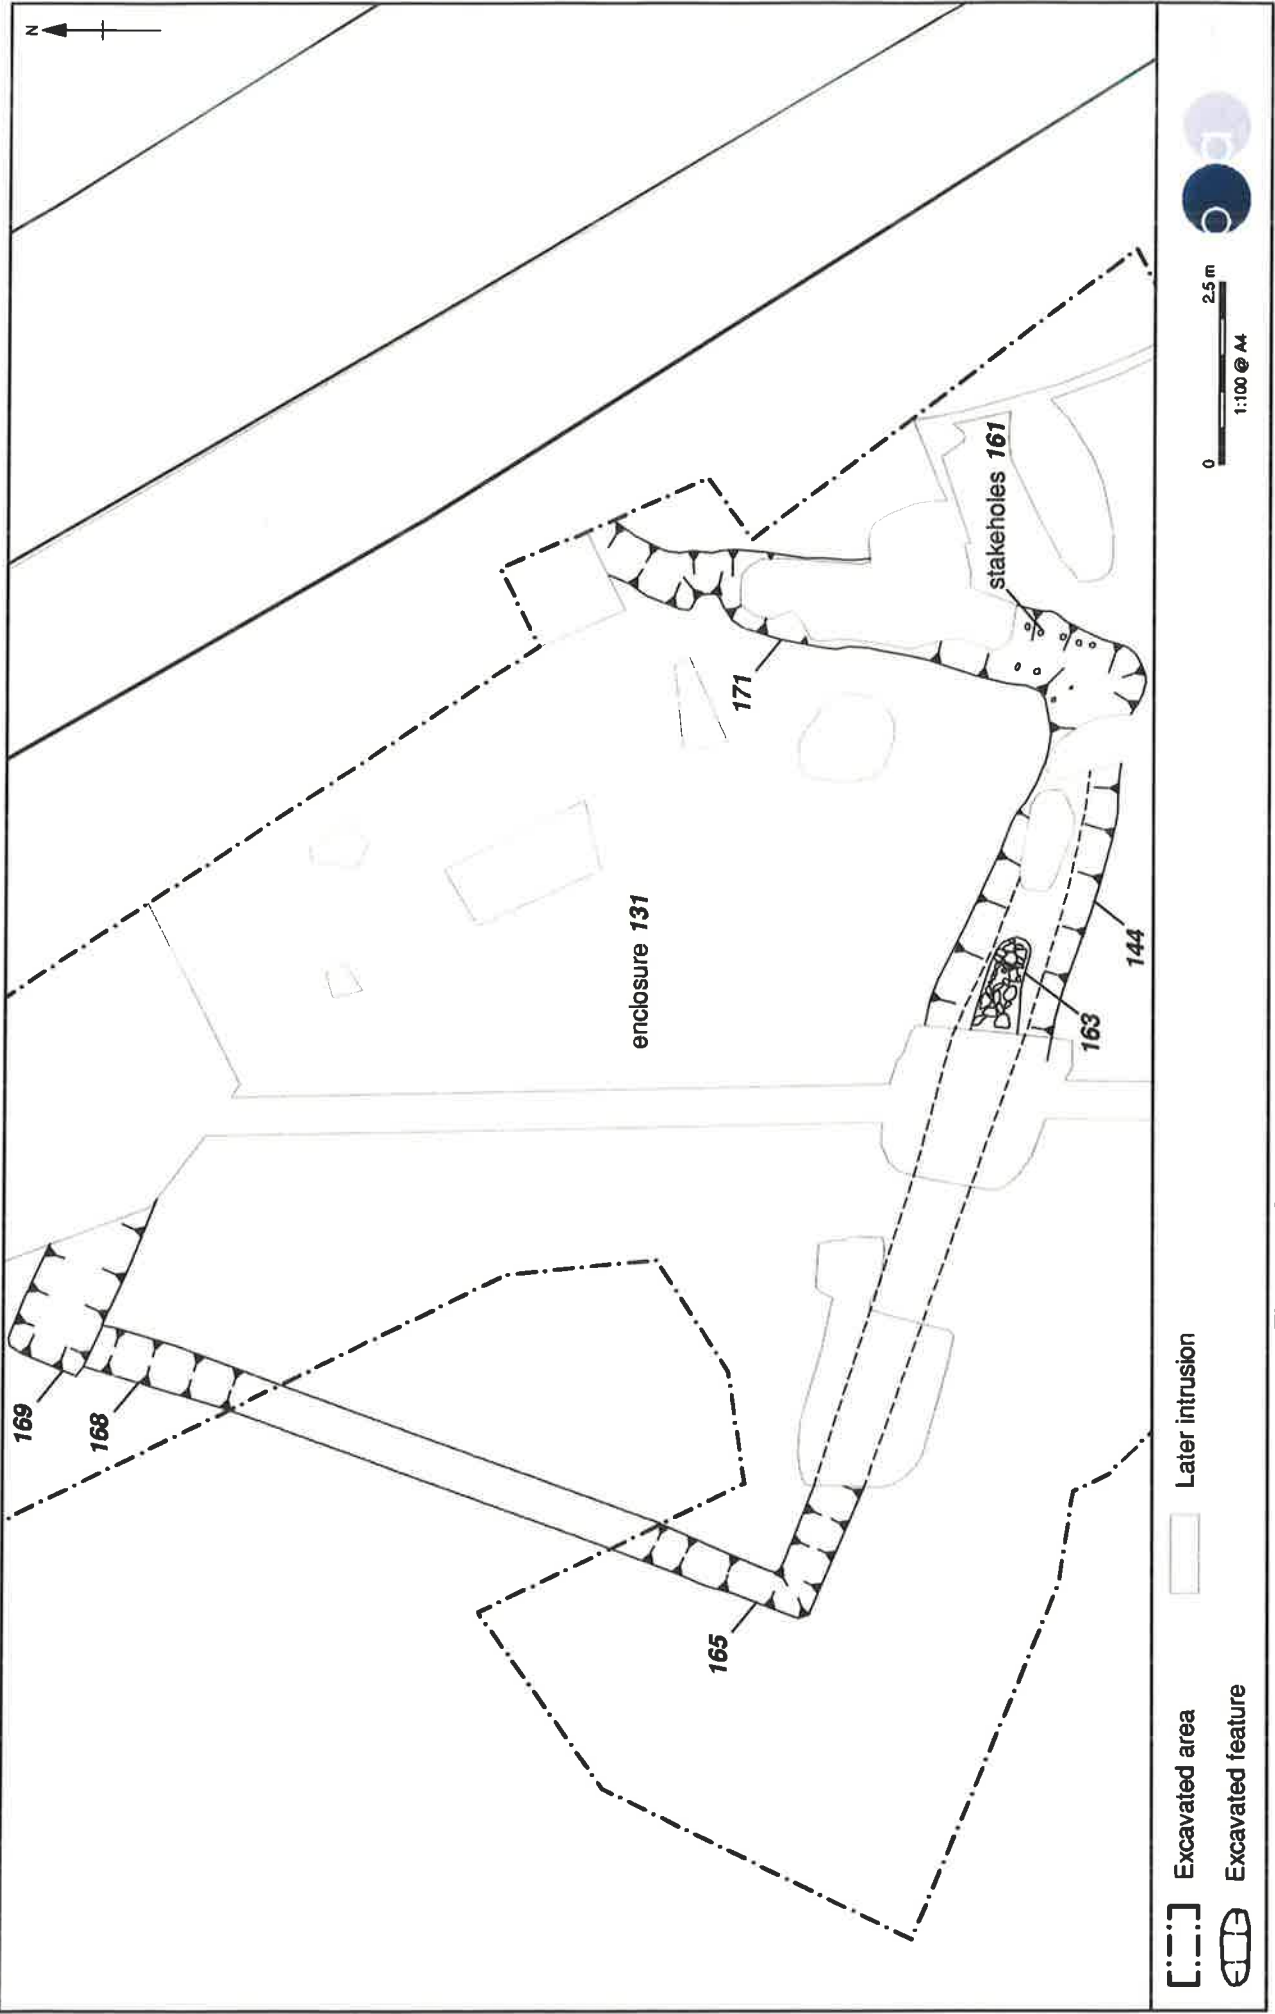 N
169
168
165
enclosure 131
171
stakeholes 161
163
144
Excavated area
Excavated feature
Later intrusion
0
2.5 m
1:100 @ A4